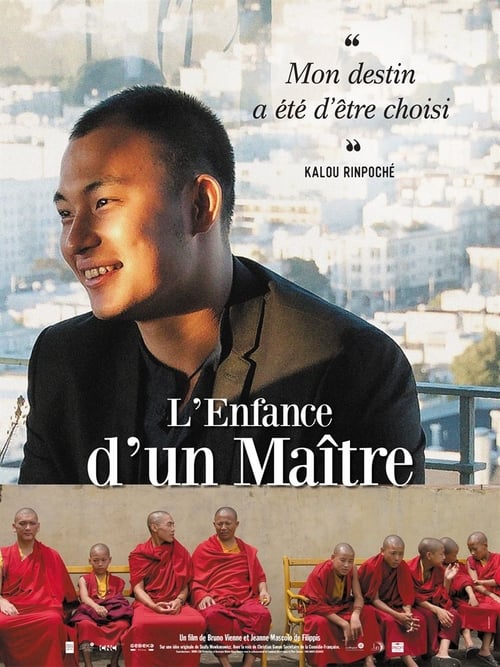 “
Mon destin
a été d’être choisi
”
KALOU RINPOCHÉ
L’Enfance
d’un Maître
Un film de Bruno Vienne et Jeanne Mascolo de Filippis